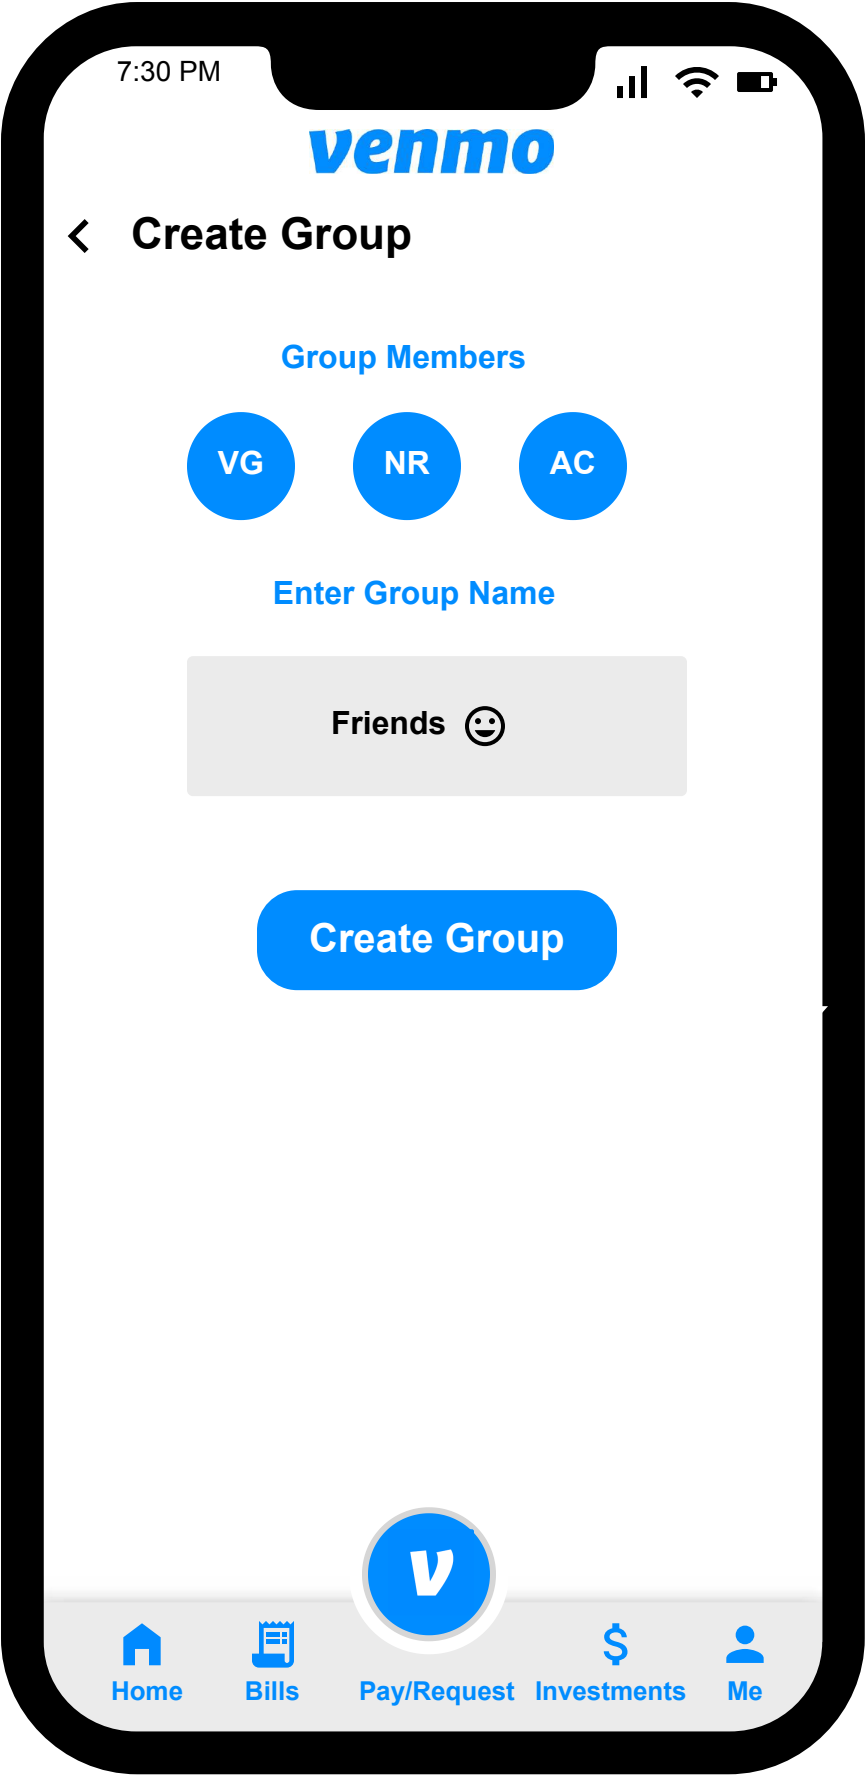 7:30 PM
venmo
Create Group
Group Members
VG NR AC
Enter Group Name
Friends
Create Group
v
Home Bills Pay/Request Investments Me